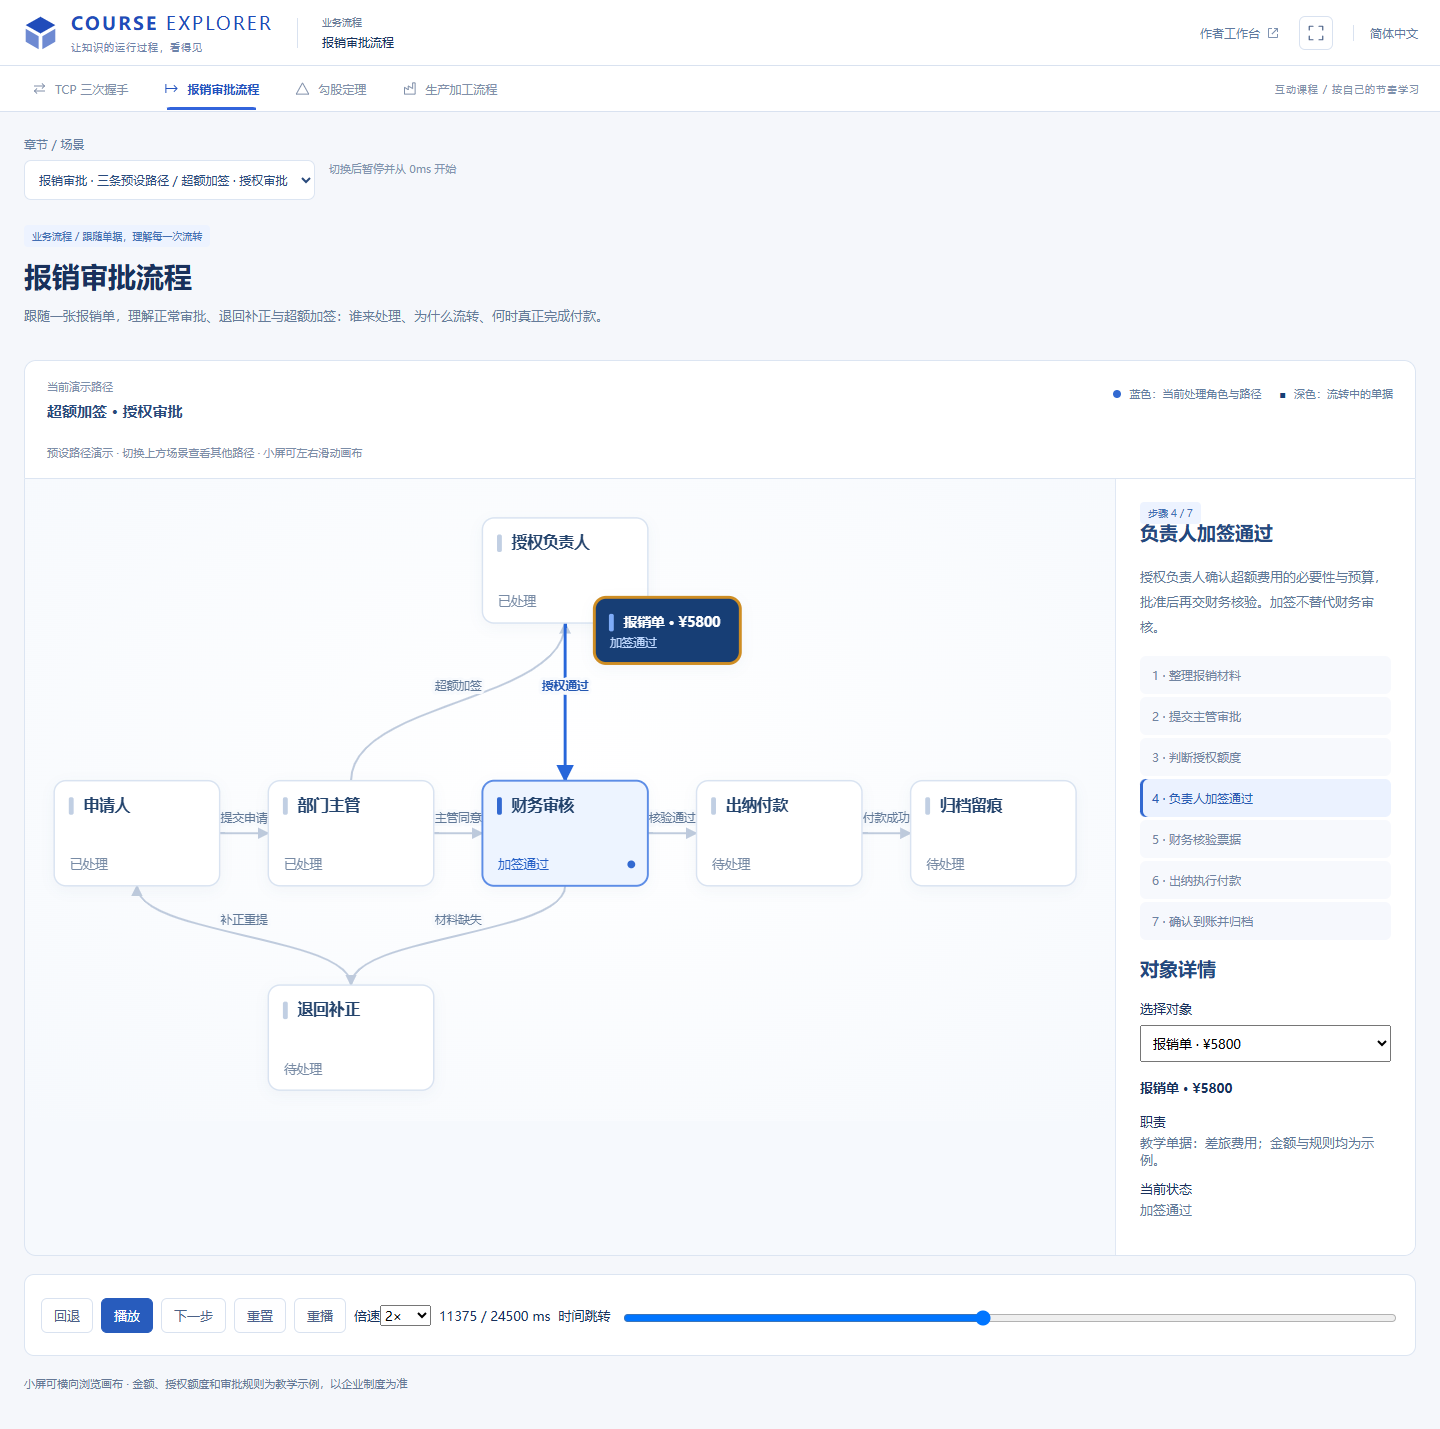 COURSE EXPLORER
让知识的运行过程，看得见
业务流程
报销审批流程
作者工作台
简体中文
TCP 三次握手
报销审批流程
勾股定理
生产加工流程
互动课程 / 按自己的节奏学习
章节 / 场景
报销审批 · 三条预设路径 / 超额加签 · 授权审批
切换后暂停并从 0ms 开始
业务流程 / 跟随单据，理解每一次流转
报销审批流程
跟随一张报销单，理解正常审批、退回补正与超额加签：谁来处理、为什么流转、何时真正完成付款。
当前演示路径
超额加签 • 授权审批
蓝色：当前处理角色与路径
深色：流转中的单据
预设路径演示 · 切换上方场景查看其他路径 · 小屏可左右滑动画布
授权负责人
已处理
报销单 • ¥5800
加签通过
超额加签
授权通过
申请人
已处理
提交申请
部门主管
已处理
主管同意
财务审核
加签通过
核验通过
出纳付款
待处理
付款成功
归档留痕
待处理
补正重提
材料缺失
退回补正
待处理
步骤 4 / 7
负责人加签通过
授权负责人确认超额费用的必要性与预算，
批准后再交财务核验。加签不替代财务审
核。
1 · 整理报销材料
2 · 提交主管审批
3 · 判断授权额度
4 · 负责人加签通过
5 · 财务核验票据
6 · 出纳执行付款
7 · 确认到账并归档
对象详情
选择对象
报销单 · ¥5800
报销单 • ¥5800
职责
教学单据：差旅费用；金额与规则均为示
例。
当前状态
加签通过
回退
播放
下一步
重置
重播
倍速 2×
11375 / 24500 ms
时间跳转
小屏可横向浏览画布 · 金额、授权额度和审批规则为教学示例，以企业制度为准